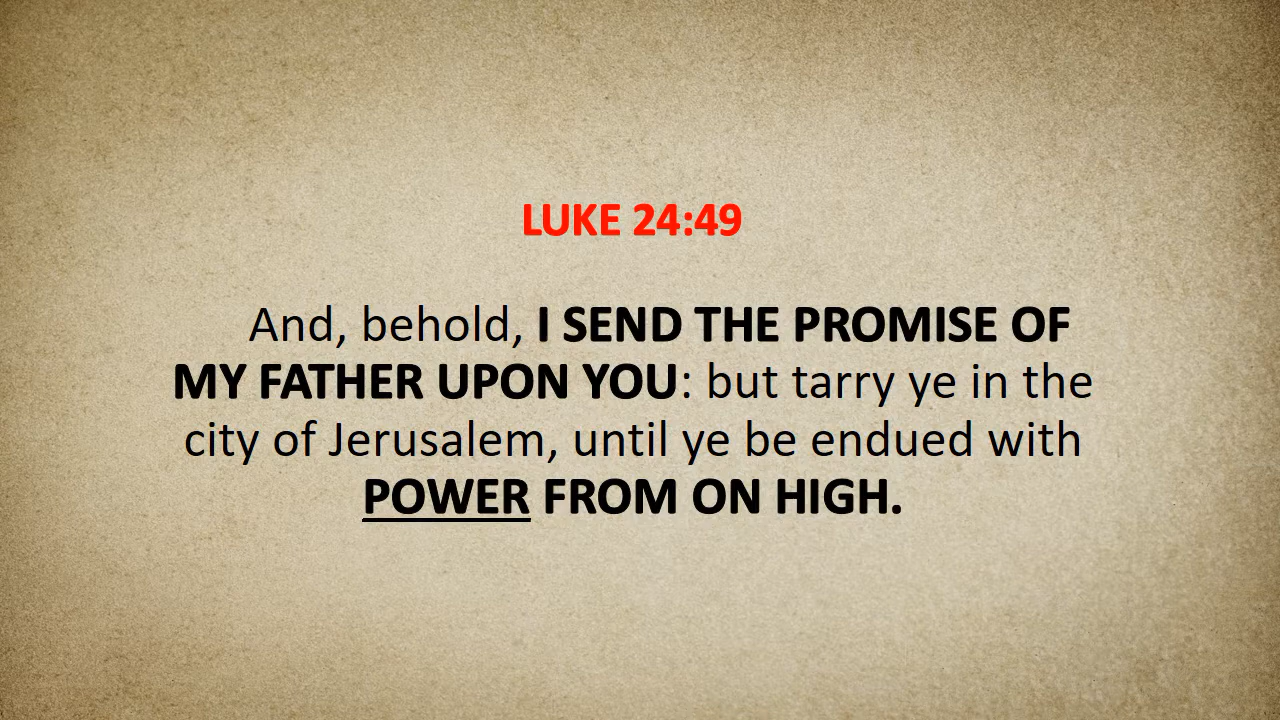 LUKE 24:49
And, behold, I SEND THE PROMISE OF
MY FATHER UPON YOU: but tarry ye in the
city of Jerusalem, until ye be endued with
POWER FROM ON HIGH.